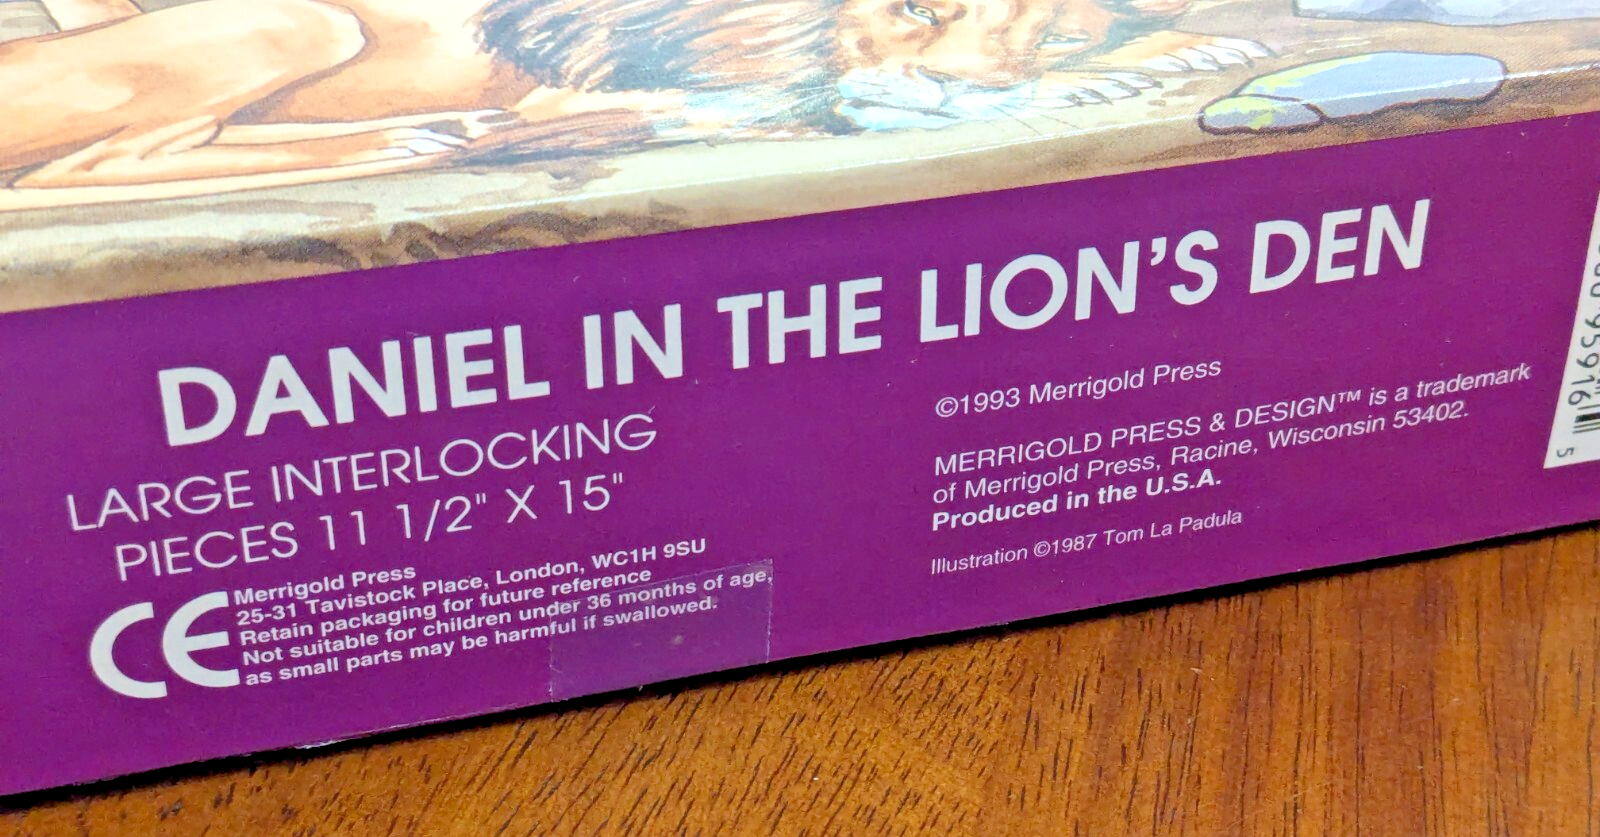 DANIEL IN THE LION'S DEN
LARGE INTERLOCKING
PIECES 11 1/2" X 15"
CE
Merrigold Press
25-31 Tavistock Place, London, WC1H 9SU
Retain packaging for future reference
Not suitable for children under 36 months of age,
as small parts may be harmful if swallowed.
©1993 Merrigold Press
MERRIGOLD PRESS & DESIGN™ is a trademark
of Merrigold Press, Racine, Wisconsin 53402.
Produced in the U.S.A.
Illustration ©1987 Tom La Padula
95916
5